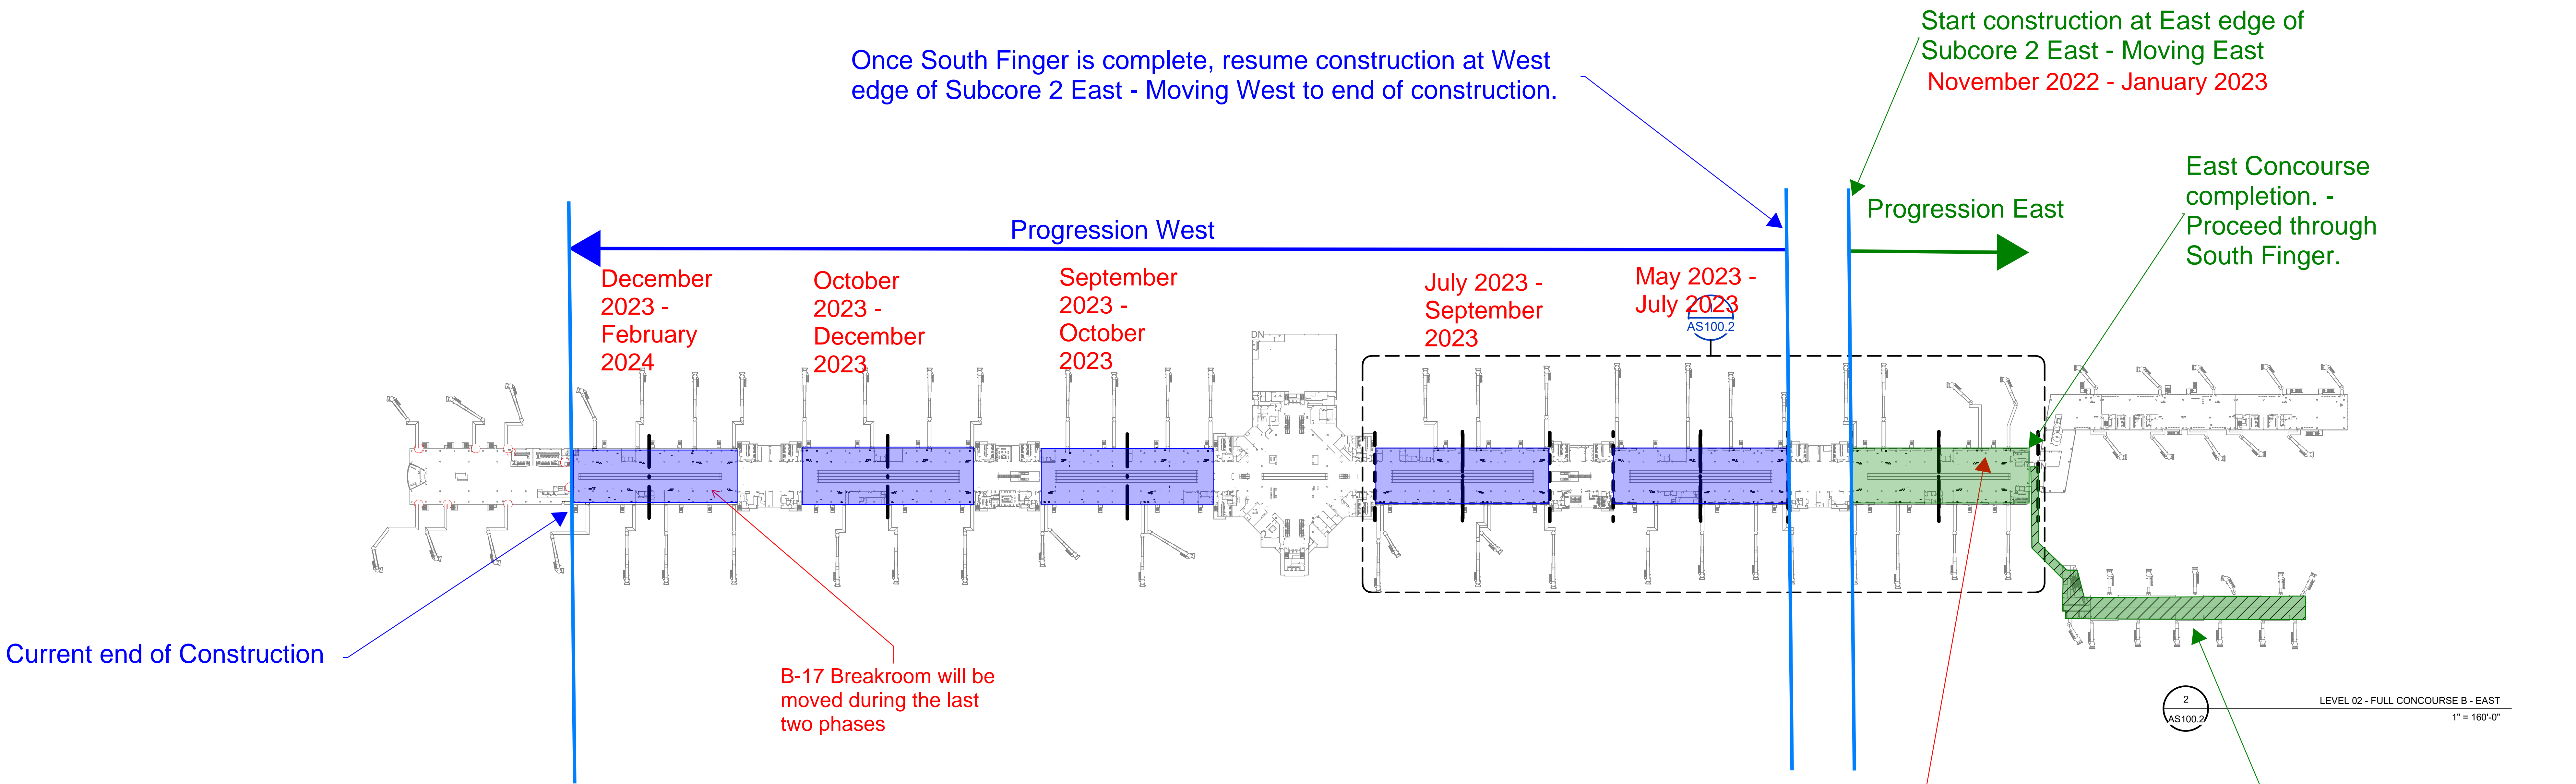 Start construction at East edge of
Subcore 2 East - Moving East
November 2022 - January 2023
Once South Finger is complete, resume construction at West
edge of Subcore 2 East - Moving West to end of construction.
East Concourse
completion. -
Proceed through
South Finger.
Progression West
Progression East
December
2023 -
February
2024
October
2023 -
December
2023
September
2023 -
October
2023
July 2023 -
September
2023
May 2023 -
July 2023
1
AS100.2
DN
Current end of Construction
B-17 Breakroom will be
moved during the last
two phases
2
AS100.2
LEVEL 02 - FULL CONCOURSE B - EAST
1" = 160'-0"